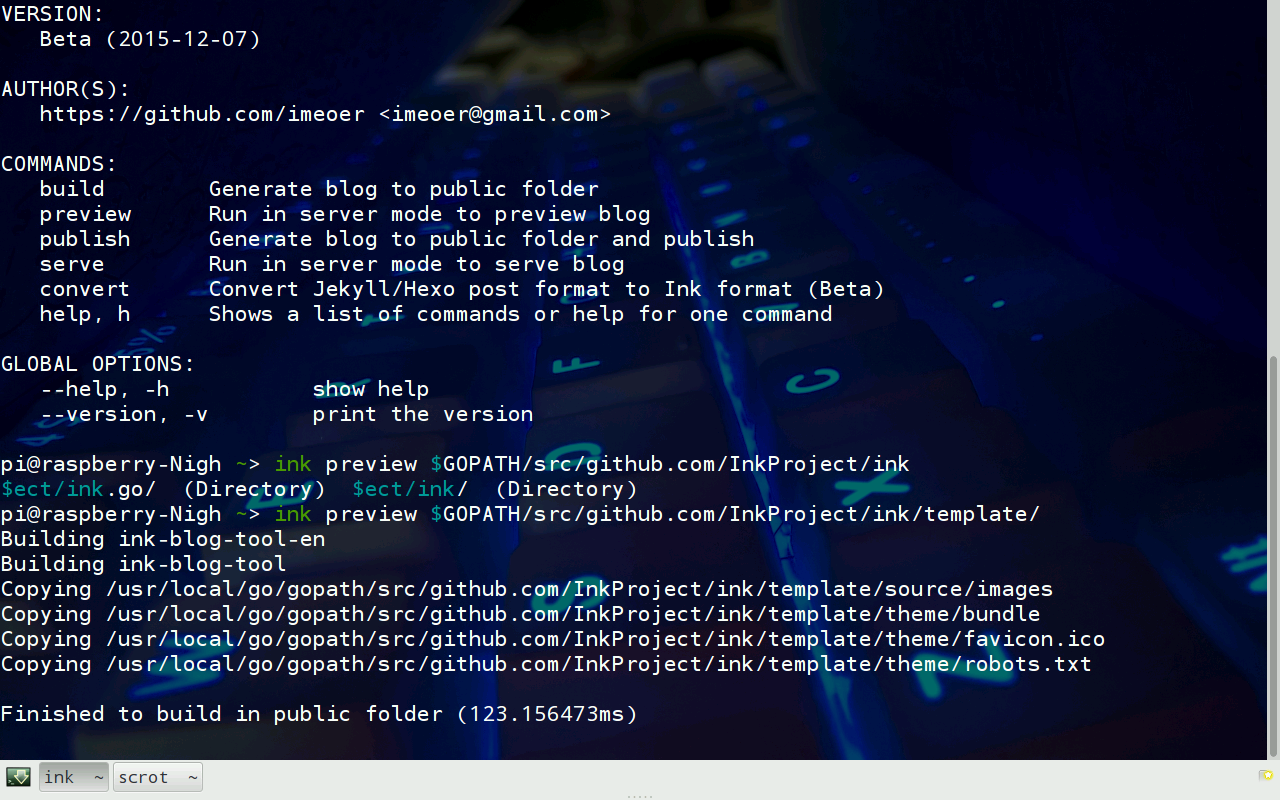 VERSION:
Beta (2015-12-07)
AUTHOR(S):
https://github.com/imeoer <imeoer@gmail.com>
COMMANDS:
build Generate blog to public folder
preview Run in server mode to preview blog
publish Generate blog to public folder and publish
serve Run in server mode to serve blog
convert Convert Jekyll/Hexo post format to Ink format (Beta)
help, h Shows a list of commands or help for one command
GLOBAL OPTIONS:
--help, -h show help
--version, -v print the version
pi@raspberry-Nigh ~> ink preview $GOPATH/src/github.com/InkProject/ink
$ect/ink.go/ (Directory) $ect/ink/ (Directory)
pi@raspberry-Nigh ~> ink preview $GOPATH/src/github.com/InkProject/ink/template/
Building ink-blog-tool-en
Building ink-blog-tool
Copying /usr/local/go/gopath/src/github.com/InkProject/ink/template/source/images
Copying /usr/local/go/gopath/src/github.com/InkProject/ink/template/theme/bundle
Copying /usr/local/go/gopath/src/github.com/InkProject/ink/template/theme/favicon.ico
Copying /usr/local/go/gopath/src/github.com/InkProject/ink/template/theme/robots.txt
Finished to build in public folder (123.156473ms)
ink ~ scrot ~